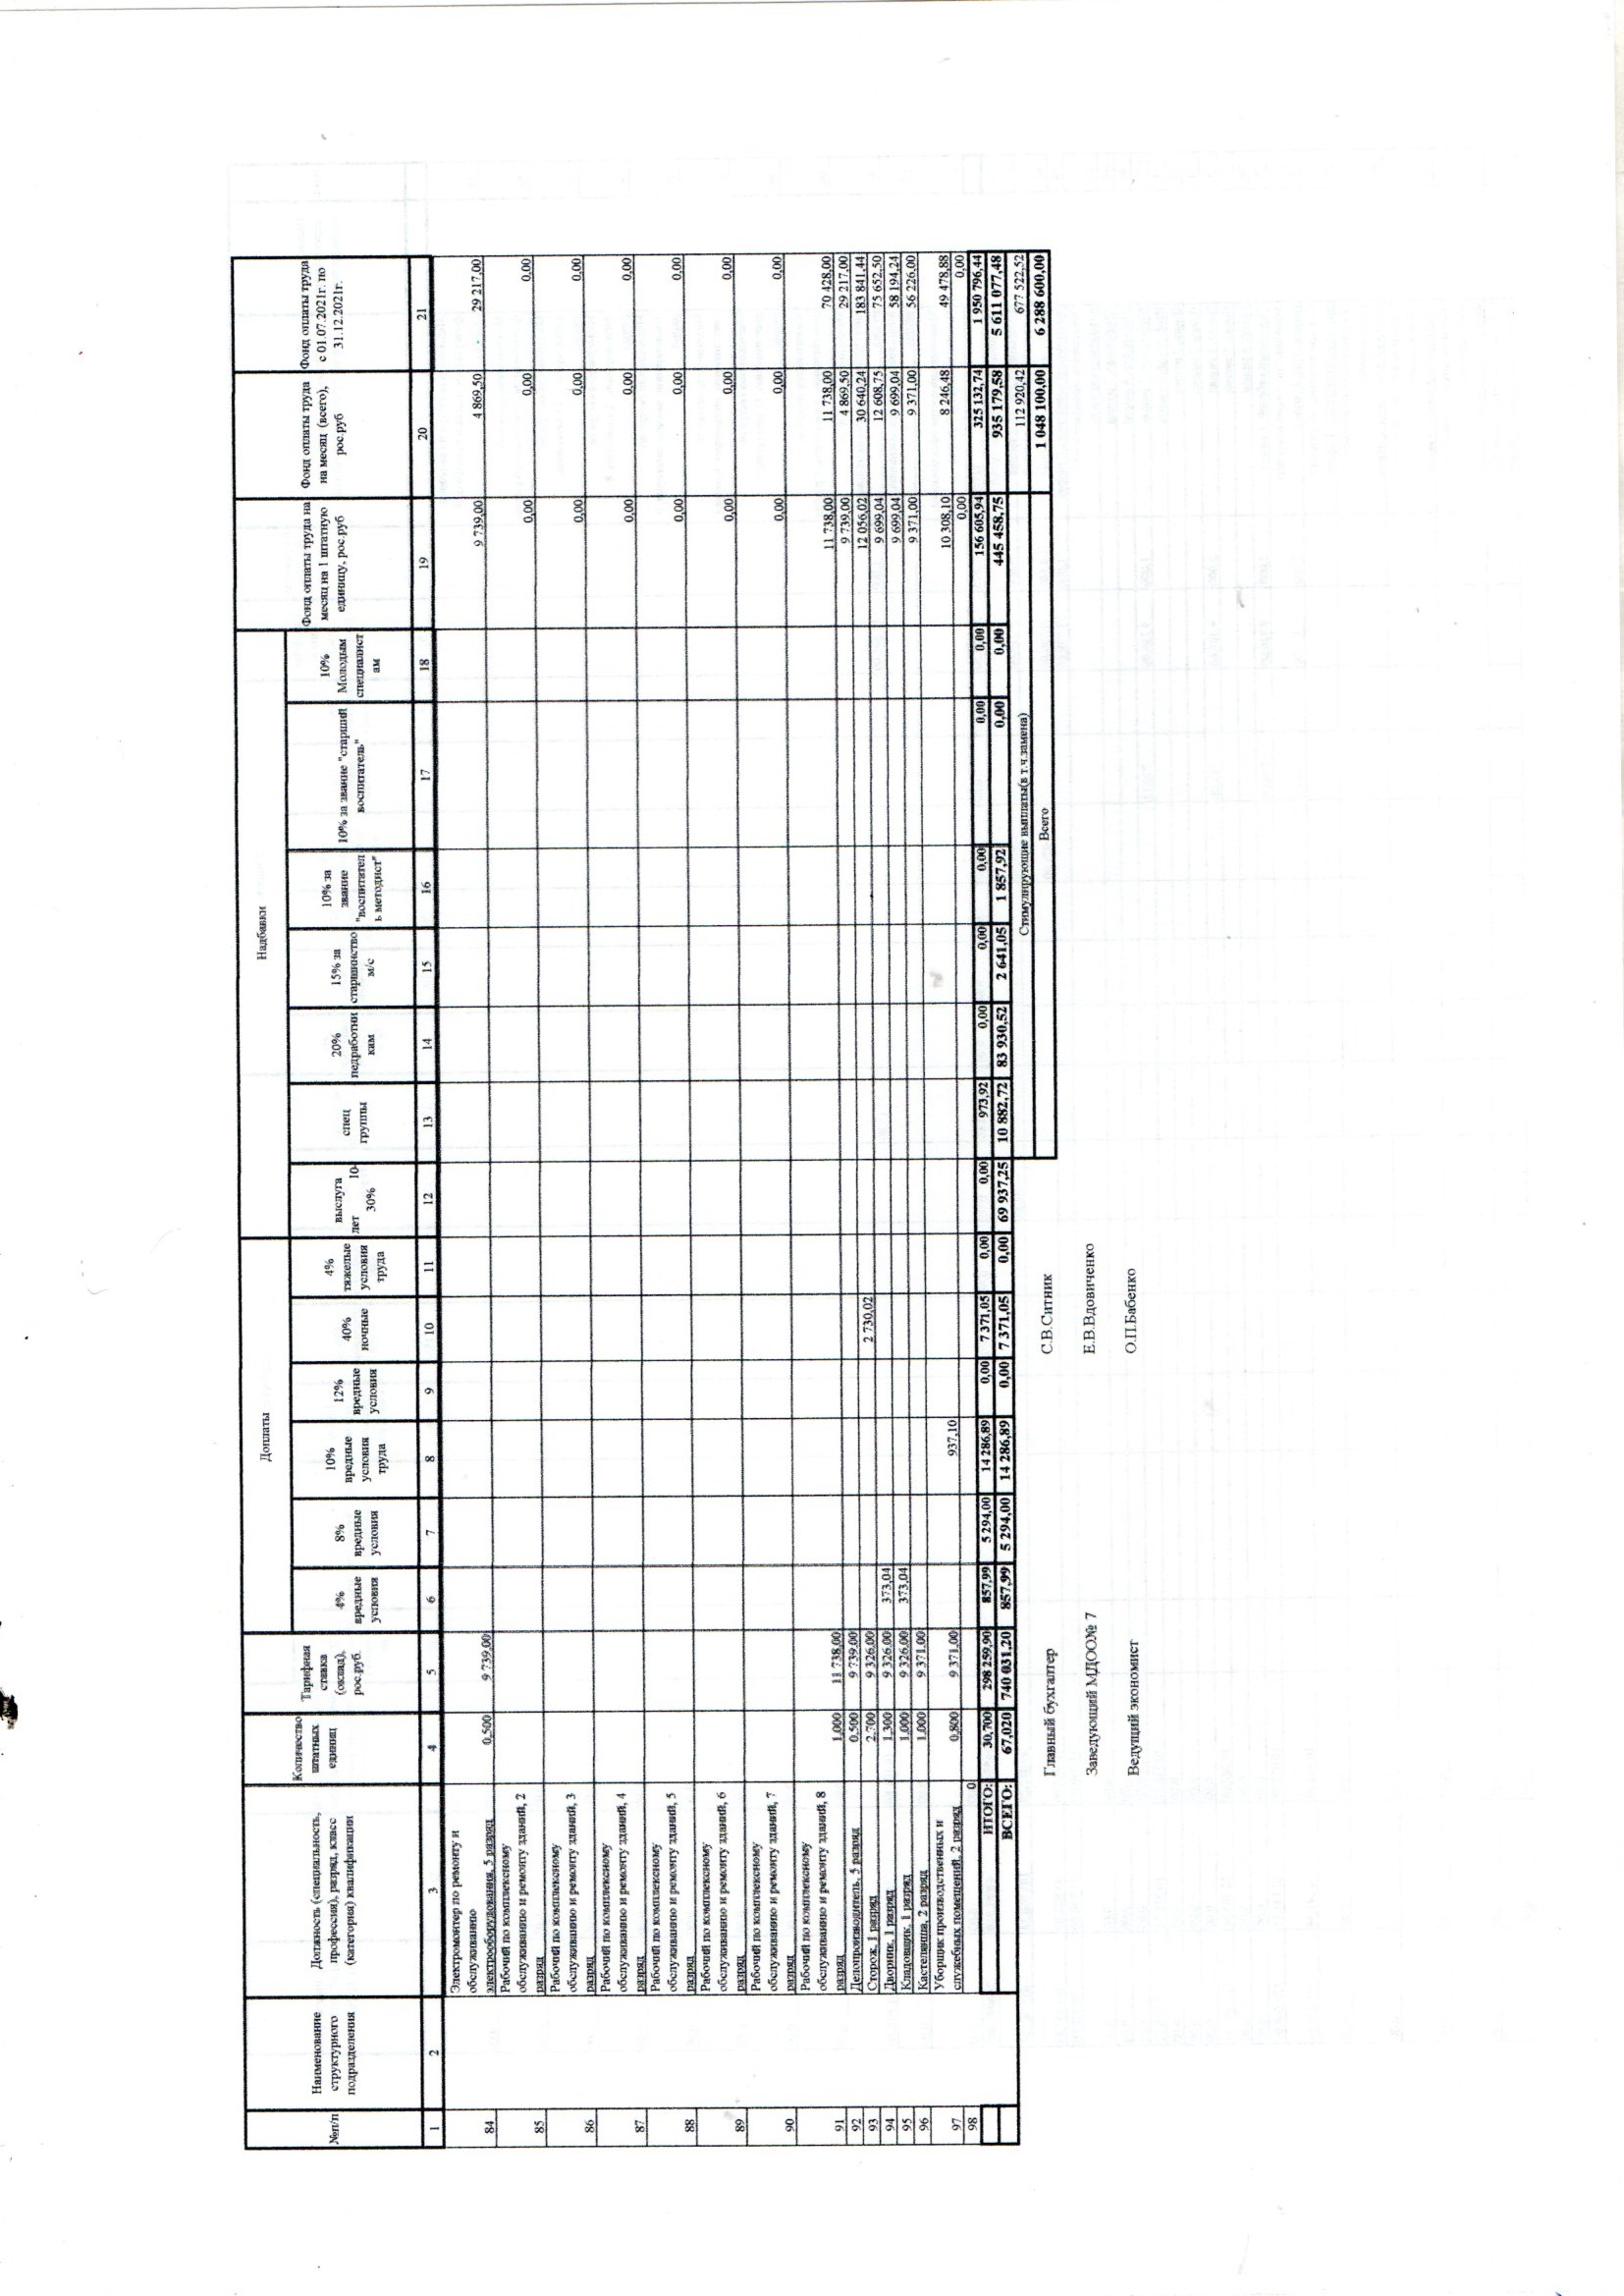 №п/п
Наименование структурного подразделения
Должность (специальность, профессия), разряд, класс (категория) квалификации
Количество штатных единиц
Тарифная ставка (оклад), рос.руб.
Доплаты
4% вредные условия
8% вредные условия
10% вредные условия труда
12% вредные условия
40% ночные
4% тяжелые условия труда
Надбавки
выслуга лет 10-30%
спец группы
20% педработникам
15% за старшинство м/с
10% за звание "воспитатель методист"
10% за звание "старший воспитатель"
10% Молодым специалистам
Фонд оплаты труда на месяц на 1 штатную единицу, рос.руб
Фонд оплаты труда на месяц (всего), рос.руб
Фонд оплаты труда с 01.07.2021г. по 31.12.2021г.
1 2 3 4 5 6 7 8 9 10 11 12 13 14 15 16 17 18 19 20 21
84 Электромонтер по ремонту и обслуживанию электрооборудования, 5 разряд 0,500 9 739,00 9 739,00 4 869,50 29 217,00
85 Рабочий по комплексному обслуживанию и ремонту зданий, 2 разряд 0,00 0,00 0,00
86 Рабочий по комплексному обслуживанию и ремонту зданий, 3 разряд 0,00 0,00 0,00
87 Рабочий по комплексному обслуживанию и ремонту зданий, 4 разряд 0,00 0,00 0,00
88 Рабочий по комплексному обслуживанию и ремонту зданий, 5 разряд 0,00 0,00 0,00
89 Рабочий по комплексному обслуживанию и ремонту зданий, 6 разряд 0,00 0,00 0,00
90 Рабочий по комплексному обслуживанию и ремонту зданий, 7 разряд 0,00 0,00 0,00
91 Рабочий по комплексному обслуживанию и ремонту зданий, 8 разряд 1,000 11 738,00 11 738,00 11 738,00 70 428,00
92 Делопроизводитель, 5 разряд 0,500 9 739,00 9 739,00 4 869,50 29 217,00
93 Сторож, 1 разряд 2,700 9 326,00 2 730,02 12 056,02 30 640,24 183 841,44
94 Дворник, 1 разряд 1,300 9 326,00 373,04 9 699,04 12 608,75 75 652,50
95 Кладовщик, 1 разряд 1,000 9 326,00 373,04 9 699,04 9 699,04 58 194,24
96 Кастелянша, 2 разряд 1,000 9 371,00 9 371,00 9 371,00 56 226,00
97 Уборщик производственных и служебных помещений, 2 разряд 0,800 9 371,00 937,10 10 308,10 8 246,48 49 478,88
98 0 0,00 0,00
ИТОГО: 30,700 298 259,90 857,99 5 294,00 14 286,89 0,00 7 371,05 0,00 0,00 973,92 0,00 0,00 0,00 0,00 0,00 156 605,94 325 132,74 1 950 796,44
ВСЕГО: 67,020 740 031,20 857,99 5 294,00 14 286,89 0,00 7 371,05 0,00 69 937,25 10 882,72 83 930,52 2 641,05 1 857,92 0,00 0,00 445 458,75 935 179,58 5 611 077,48
Стимулирующие выплаты(в т.ч.замена) 112 920,42 677 522,52
Всего 1 048 100,00 6 288 600,00
Главный бухгалтер С.В.Ситник
Заведующий МДОО№ 7 Е.В.Вдовиченко
Ведущий экономист О.П.Бабенко